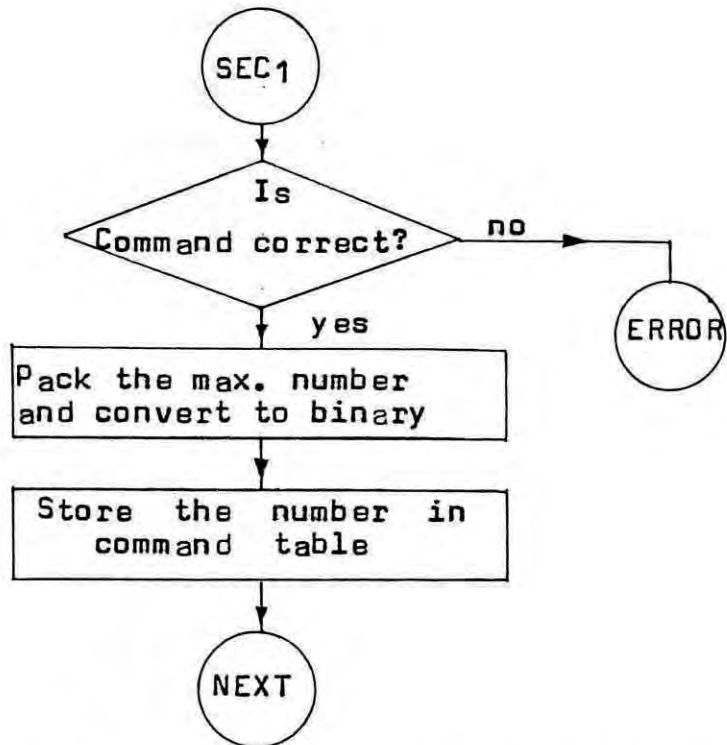 SEC1
Is
Command correct?
no
ERROR
yes
Pack the max. number
and convert to binary
Store the number in
command table
NEXT